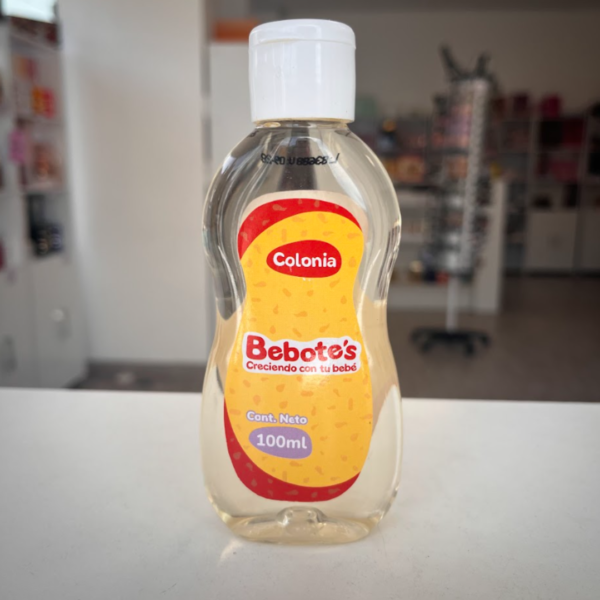 Colonia
Bebote's
Creciendo con tu bebé
Cont. Neto
100ml